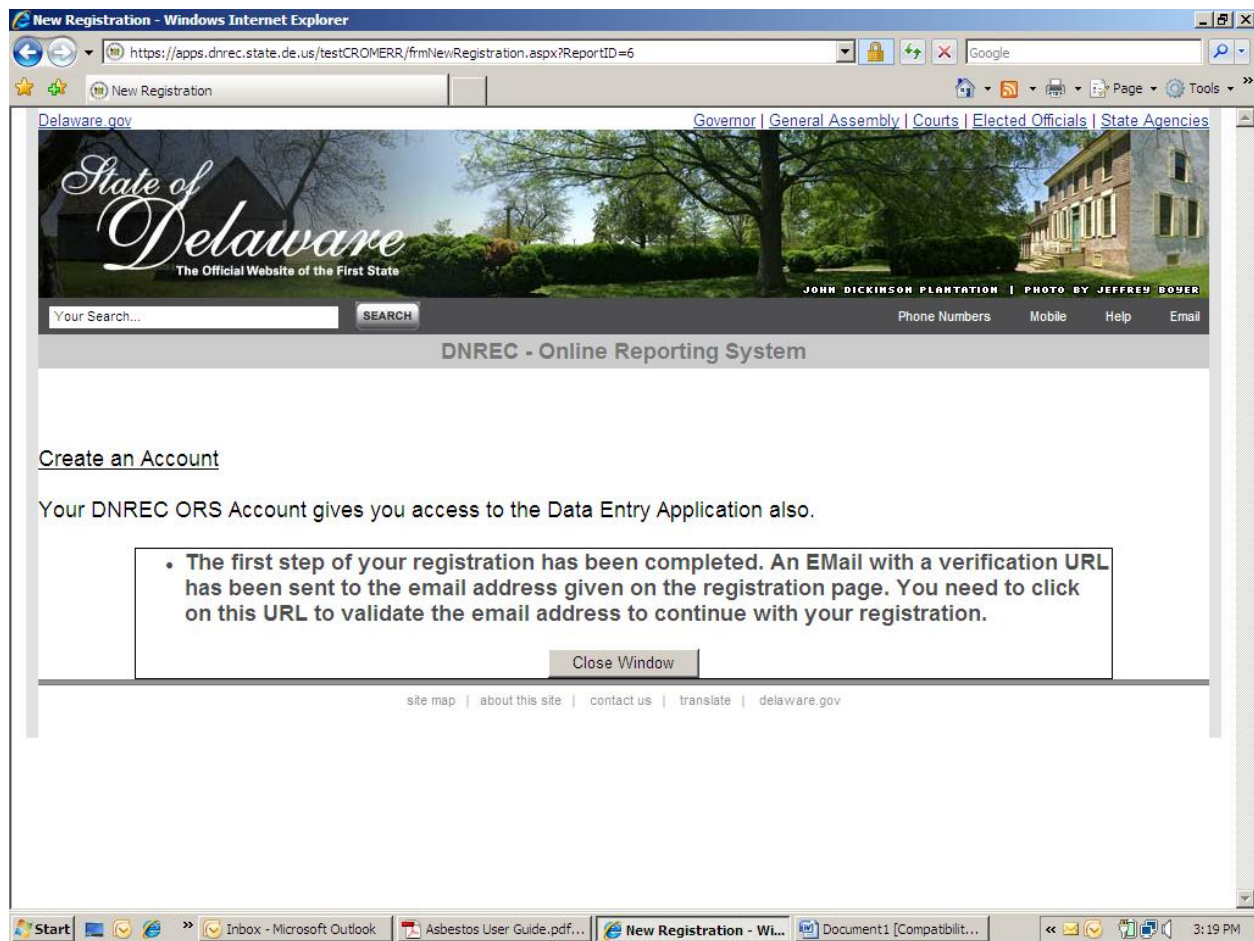 New Registration - Windows Internet Explorer
https://apps.dnrec.state.de.us/testCROMERR/frmNewRegistration.aspx?ReportID=6
Google
New Registration
Page
Tools
»
Delaware.gov
Governor | General Assembly | Courts | Elected Officials | State Agencies
State of
Delaware
The Official Website of the First State
JOHN DICKINSON PLANTATION | PHOTO BY JEFFREY BOYER
Your Search...
SEARCH
Phone Numbers Mobile Help Email
DNREC - Online Reporting System
Create an Account
Your DNREC ORS Account gives you access to the Data Entry Application also.
• The first step of your registration has been completed. An EMail with a verification URL
has been sent to the email address given on the registration page. You need to click
on this URL to validate the email address to continue with your registration.
Close Window
site map | about this site | contact us | translate | delaware.gov
Start » Inbox - Microsoft Outlook Asbestos User Guide.pdf... New Registration - Wi... Document1 [Compatibilit... « 3:19 PM